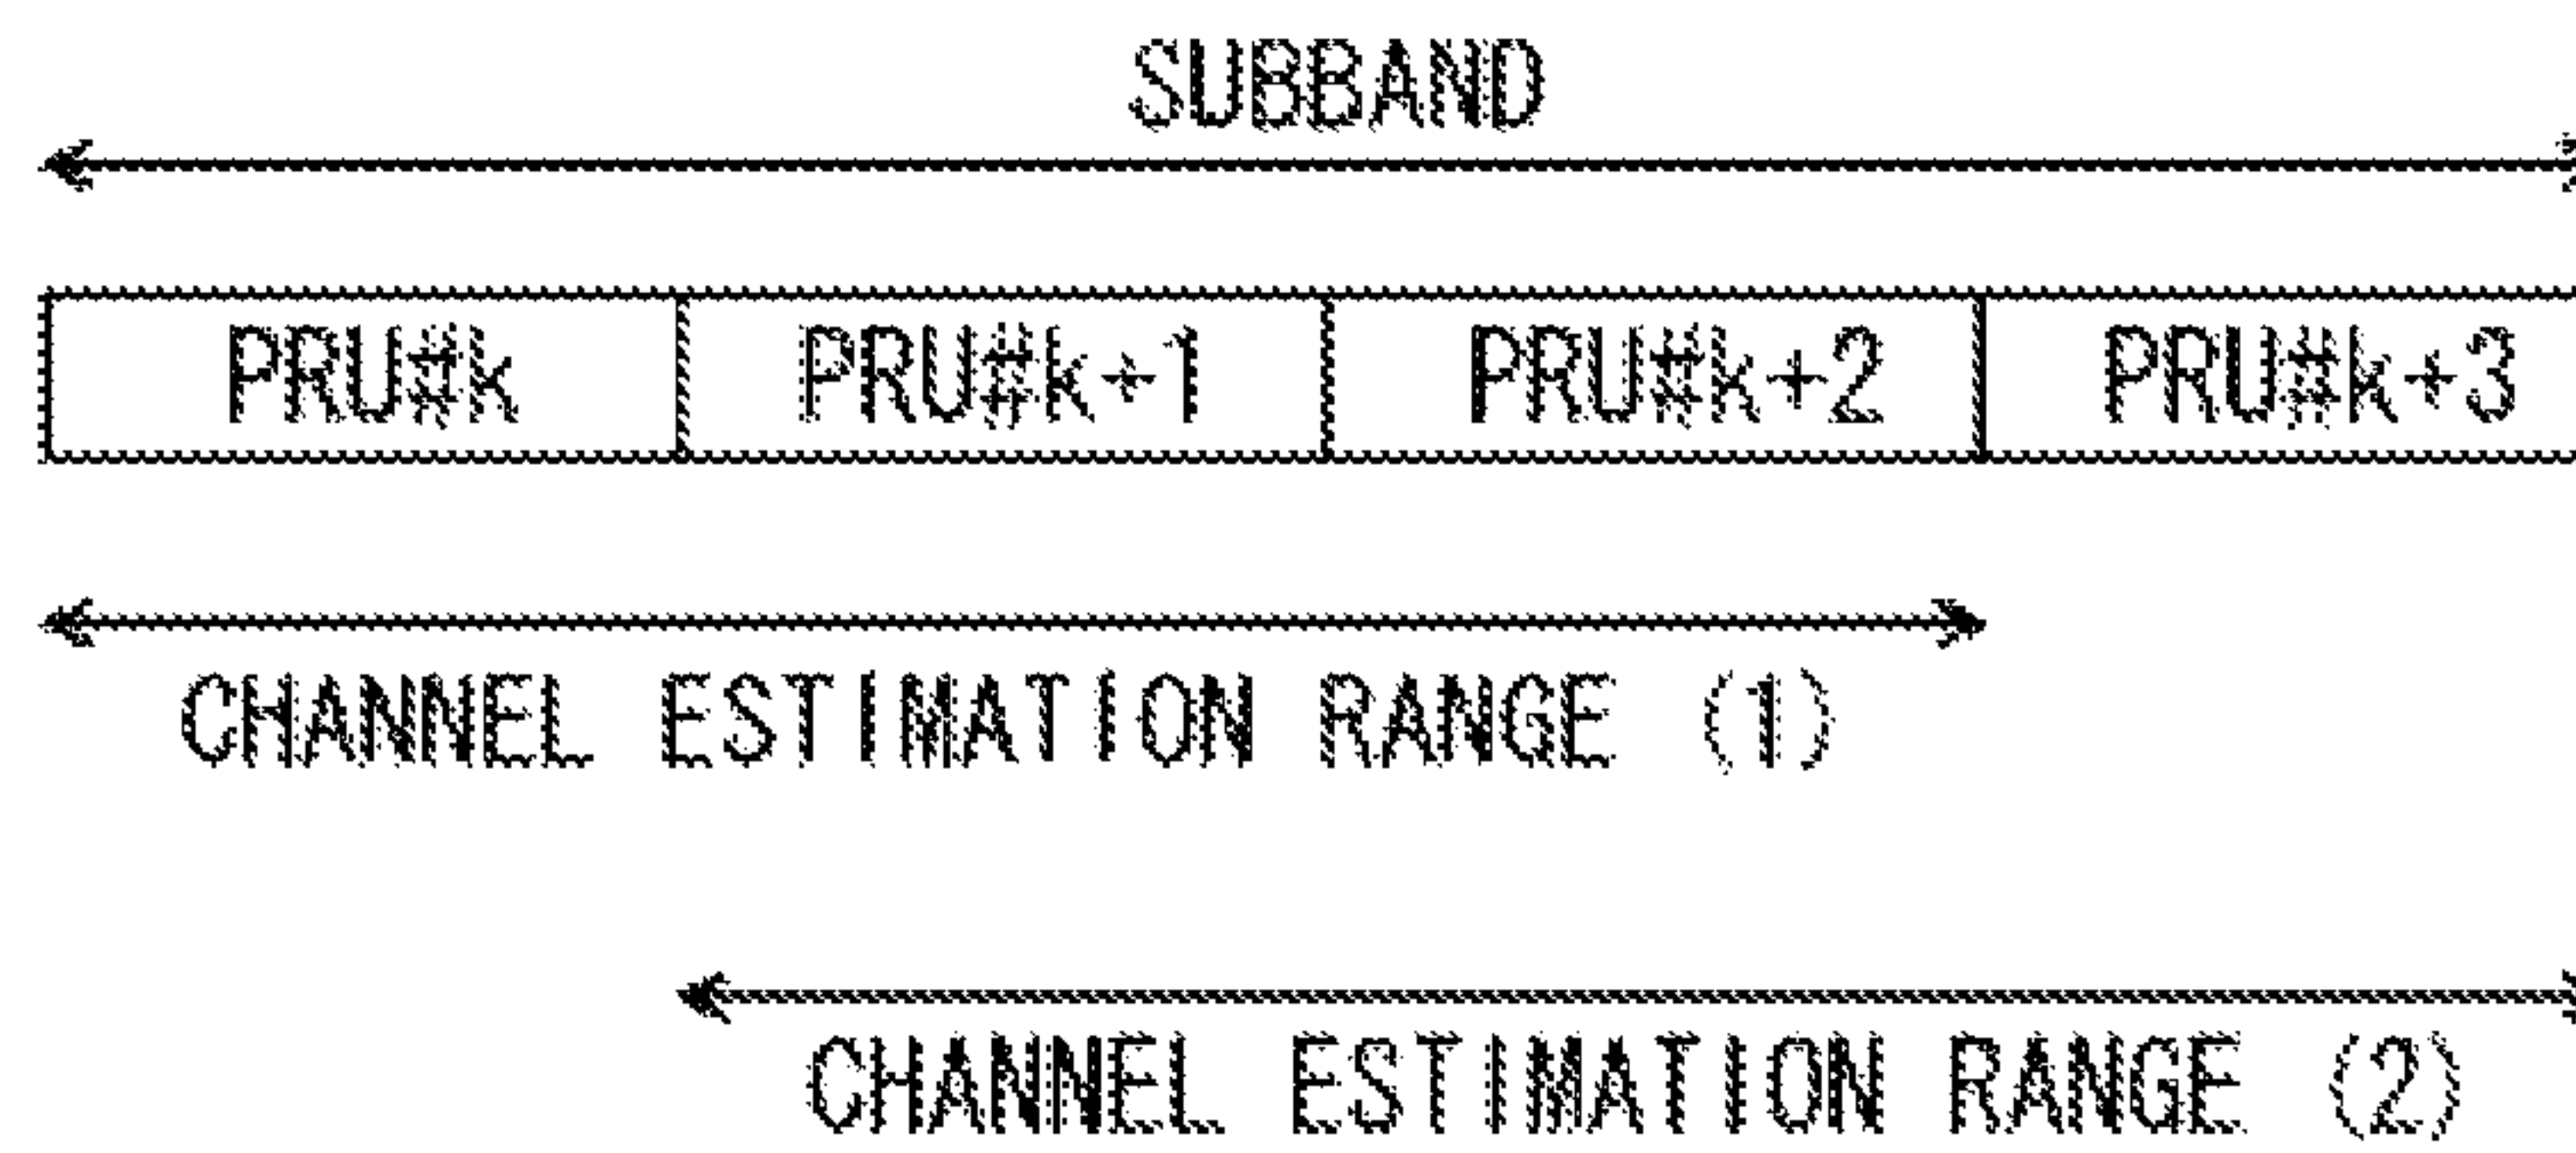 SUBBAND
PRU#k PRU#k+1 PRU#k+2 PRU#k+3
CHANNEL ESTIMATION RANGE (1)
CHANNEL ESTIMATION RANGE (2)